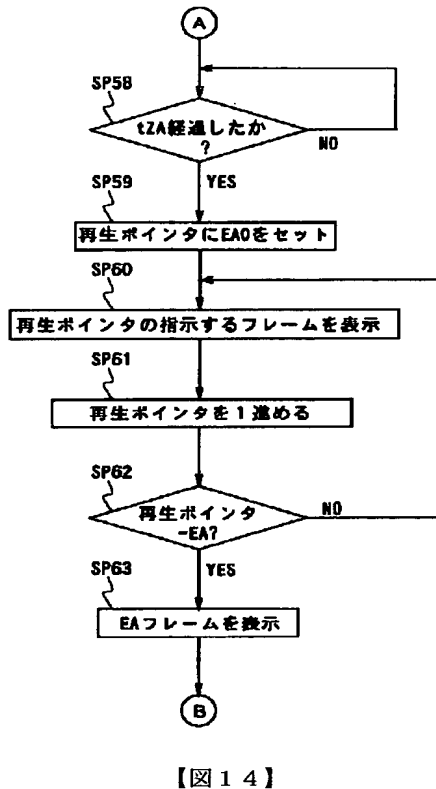 A
SP58
tZA経過したか
?
NO
YES
SP59
再生ポインタにEA0をセット
SP60
再生ポインタの指示するフレームを表示
SP61
再生ポインタを1進める
SP62
再生ポインタ
=EA?
NO
YES
SP63
EAフレームを表示
B
【図14】